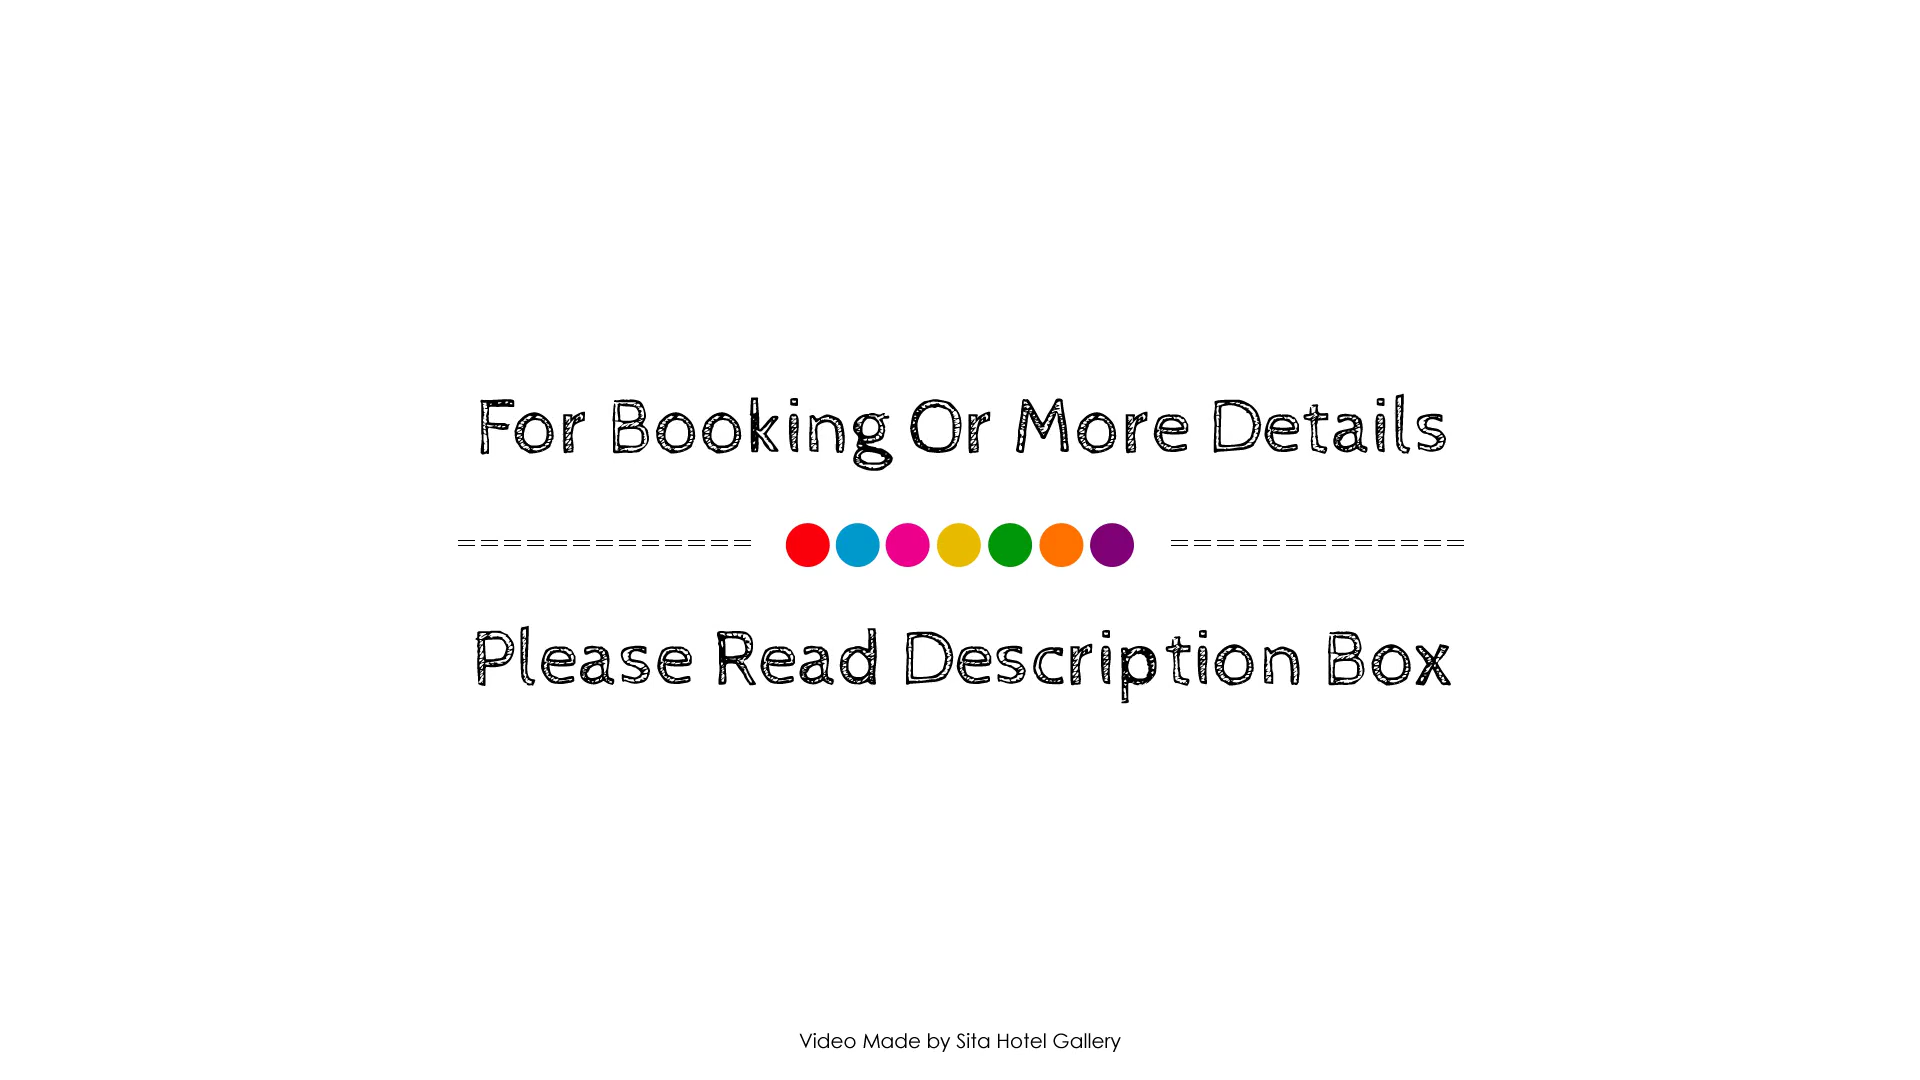 For Booking Or More Details
============= =============
Please Read Description Box
Video Made by Sita Hotel Gallery